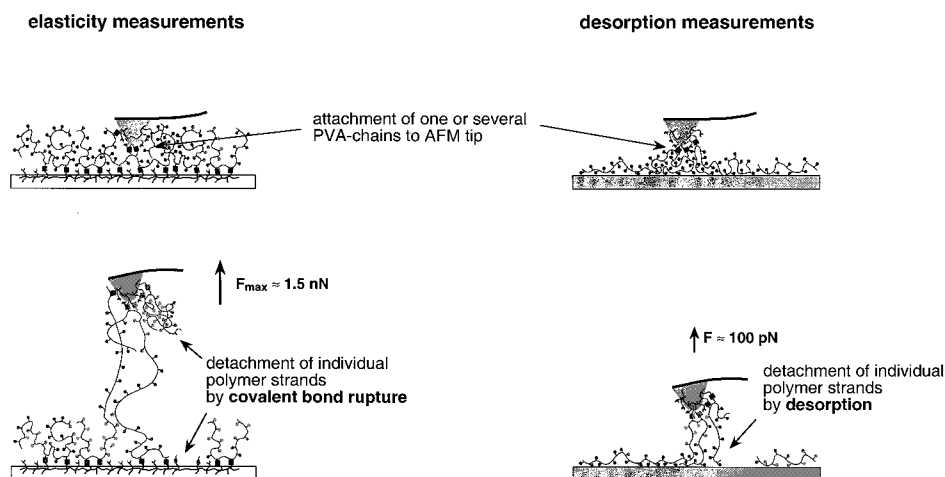 elasticity measurements
desorption measurements
attachment of one or several
PVA-chains to AFM tip
Fmax ≈ 1.5 nN
F ≈ 100 pN
detachment of individual
polymer strands
by covalent bond rupture
detachment of individual
polymer strands
by desorption